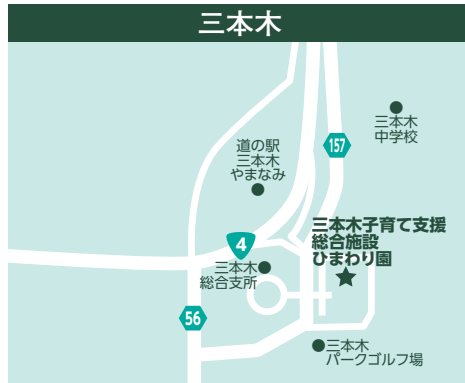 三本木
三本木
中学校
157
道の駅
三本木
やまなみ
三本木子育て支援
総合施設
ひまわり園
4
三本木
総合支所
56
三本木
パークゴルフ場